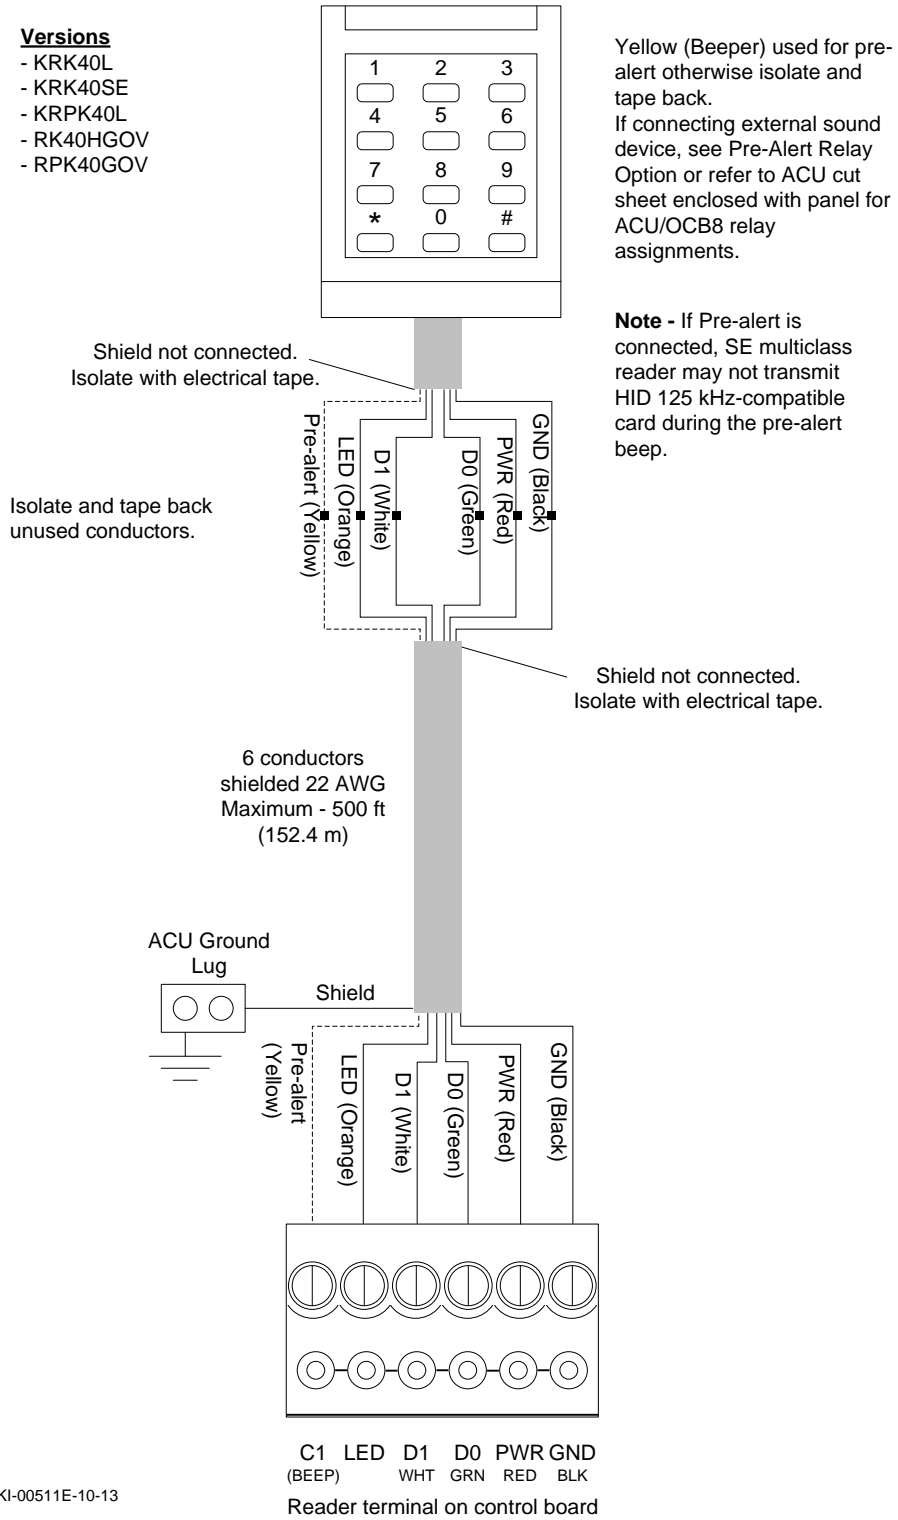 Versions
- KRK40L
- KRK40SE
- KRPK40L
- RK40HGOV
- RPK40GOV
1 2 3
4 5 6
7 8 9
* 0 #
Yellow (Beeper) used for pre-
alert otherwise isolate and
tape back.
If connecting external sound
device, see Pre-Alert Relay
Option or refer to ACU cut
sheet enclosed with panel for
ACU/OCB8 relay
assignments.
Note - If Pre-alert is
connected, SE multiclass
reader may not transmit
HID 125 kHz-compatible
card during the pre-alert
beep.
Shield not connected.
Isolate with electrical tape.
Pre-alert (Yellow)
LED (Orange)
D1 (White)
D0 (Green)
PWR (Red)
GND (Black)
Isolate and tape back
unused conductors.
Shield not connected.
Isolate with electrical tape.
6 conductors
shielded 22 AWG
Maximum - 500 ft
(152.4 m)
ACU Ground
Lug
Shield
Pre-alert
(Yellow)
LED (Orange)
D1 (White)
D0 (Green)
PWR (Red)
GND (Black)
C1 LED D1 D0 PWR GND
(BEEP) WHT GRN RED BLK
Reader terminal on control board
KI-00511E-10-13